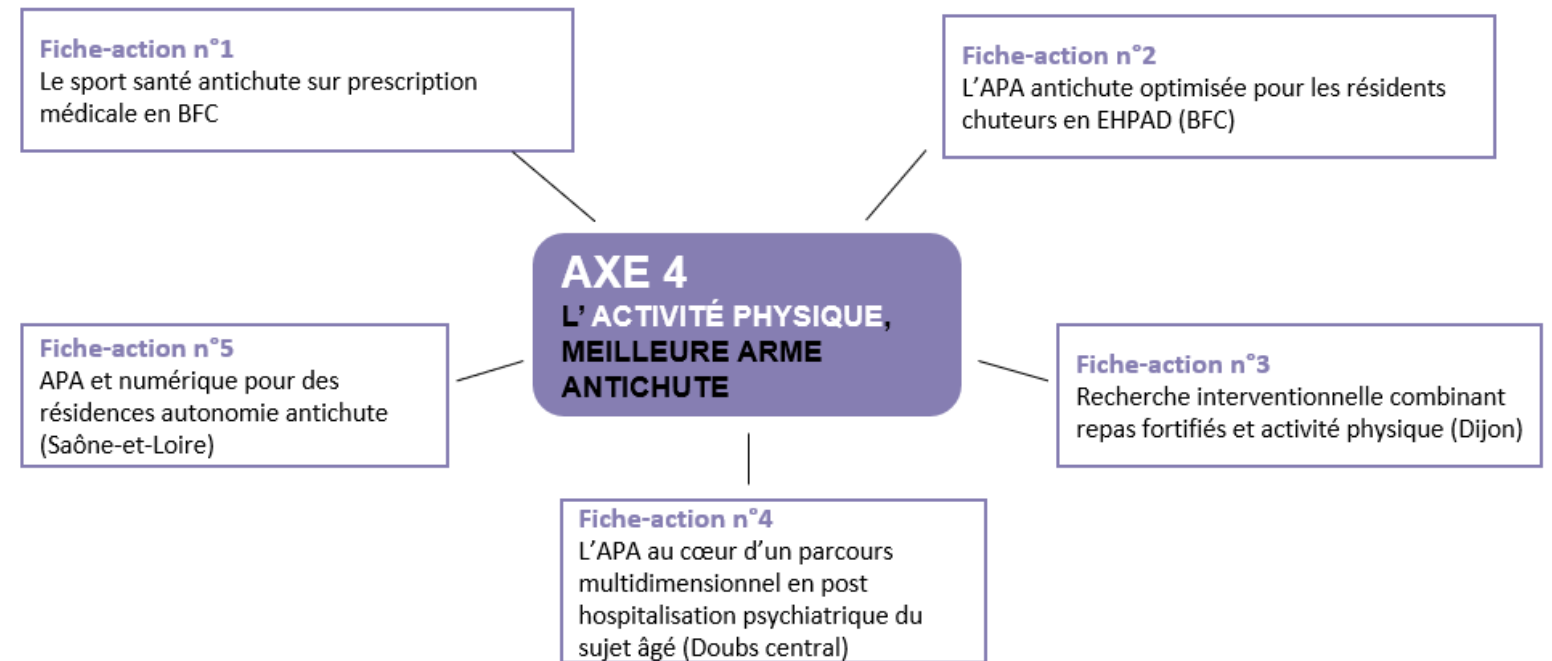 Fiche-action n°1
Le sport santé antichute sur prescription
médicale en BFC
Fiche-action n°2
L’APA antichute optimisée pour les résidents
chuteurs en EHPAD (BFC)
AXE 4
L’ ACTIVITÉ PHYSIQUE,
MEILLEURE ARME
ANTICHUTE
Fiche-action n°5
APA et numérique pour des
résidences autonomie antichute
(Saône-et-Loire)
Fiche-action n°3
Recherche interventionnelle combinant
repas fortifiés et activité physique (Dijon)
Fiche-action n°4
L’APA au cœur d’un parcours
multidimensionnel en post
hospitalisation psychiatrique du
sujet âgé (Doubs central)